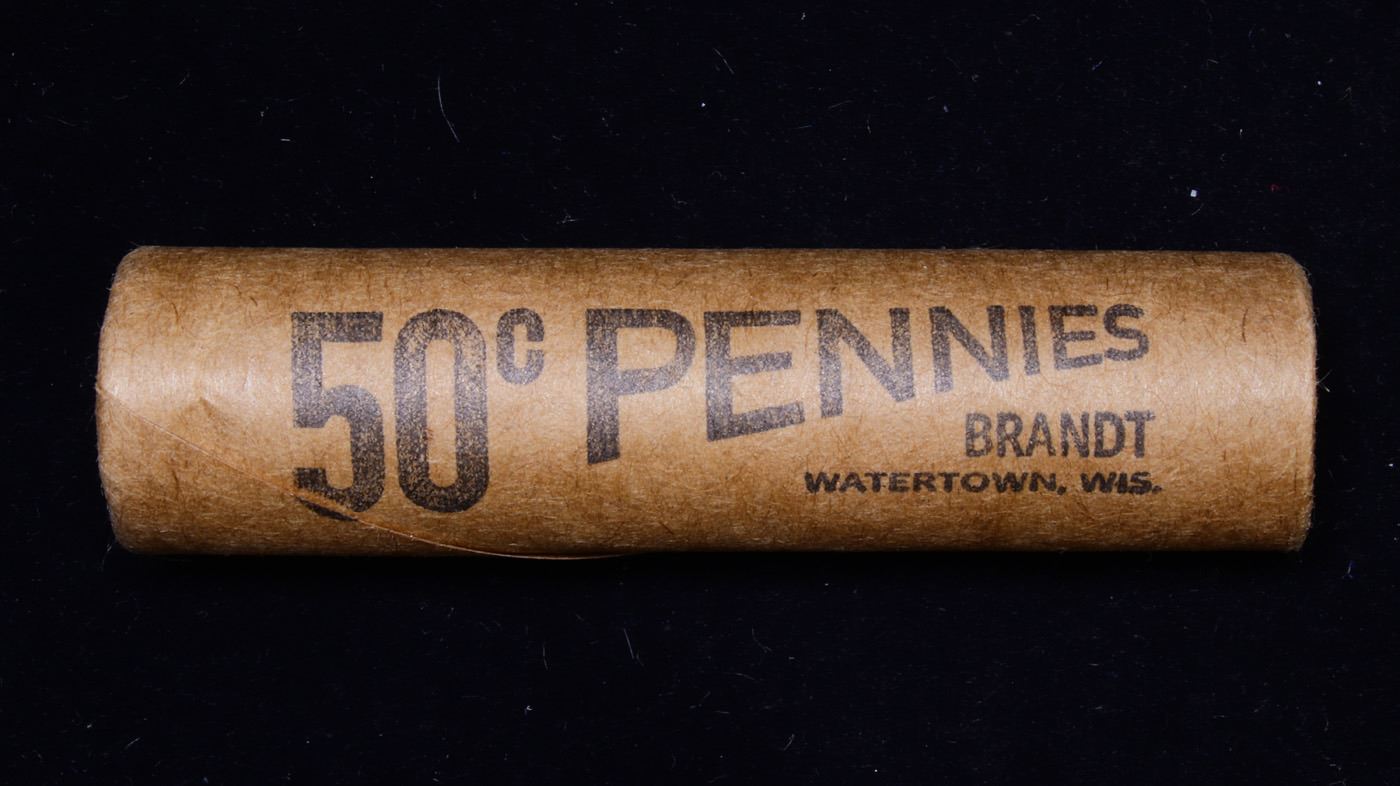 50c PENNIES
BRANDT
WATERTOWN, WIS.